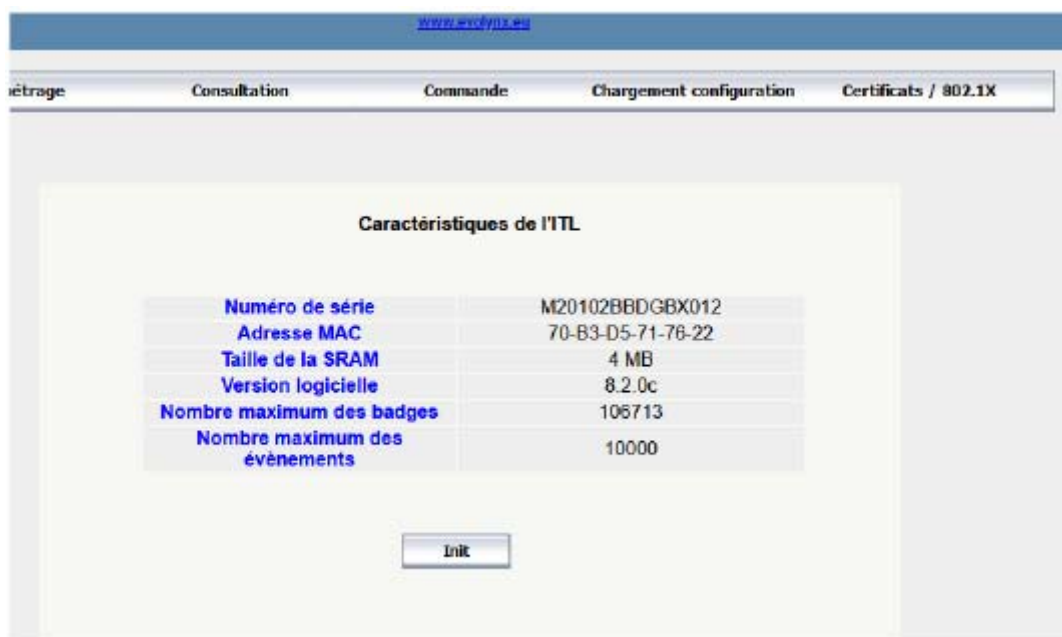 www.evolynx.eu
étrage Consultation Commande Chargement configuration Certificats / 802.1X
Caractéristiques de l'ITL
Numéro de série M20102BBDGBX012
Adresse MAC 70-B3-D5-71-76-22
Taille de la SRAM 4 MB
Version logicielle 8.2.0c
Nombre maximum des badges 106713
Nombre maximum des
évènements 10000
Init